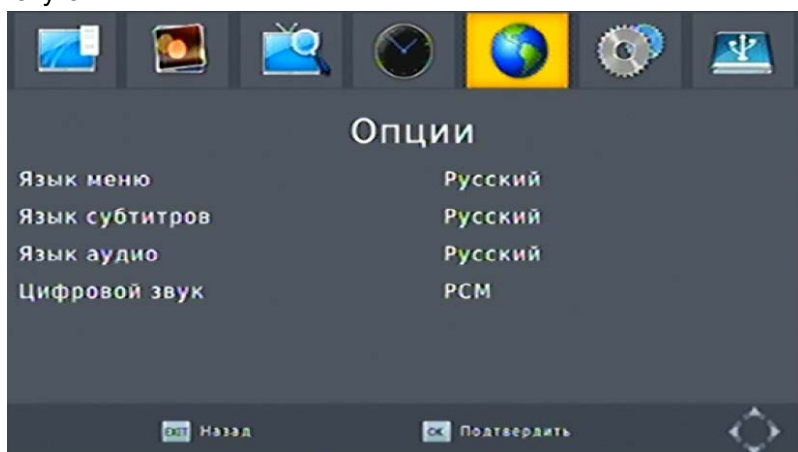 Опции
Язык меню Русский
Язык субтитров Русский
Язык аудио Русский
Цифровой звук PCM
EXIT Назад OK Подтвердить